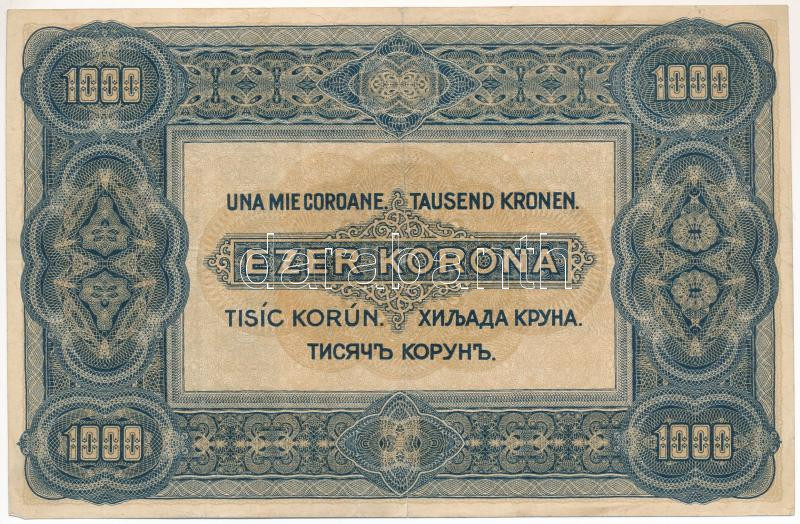 1000 1000
UNA MIE COROANE. TAUSEND KRONEN.
EZER KORONA
TISÍC KORÚN. ХИЉАДА КРУНА.
ТИСЯЧЪ КОРУНЪ.
1000 1000